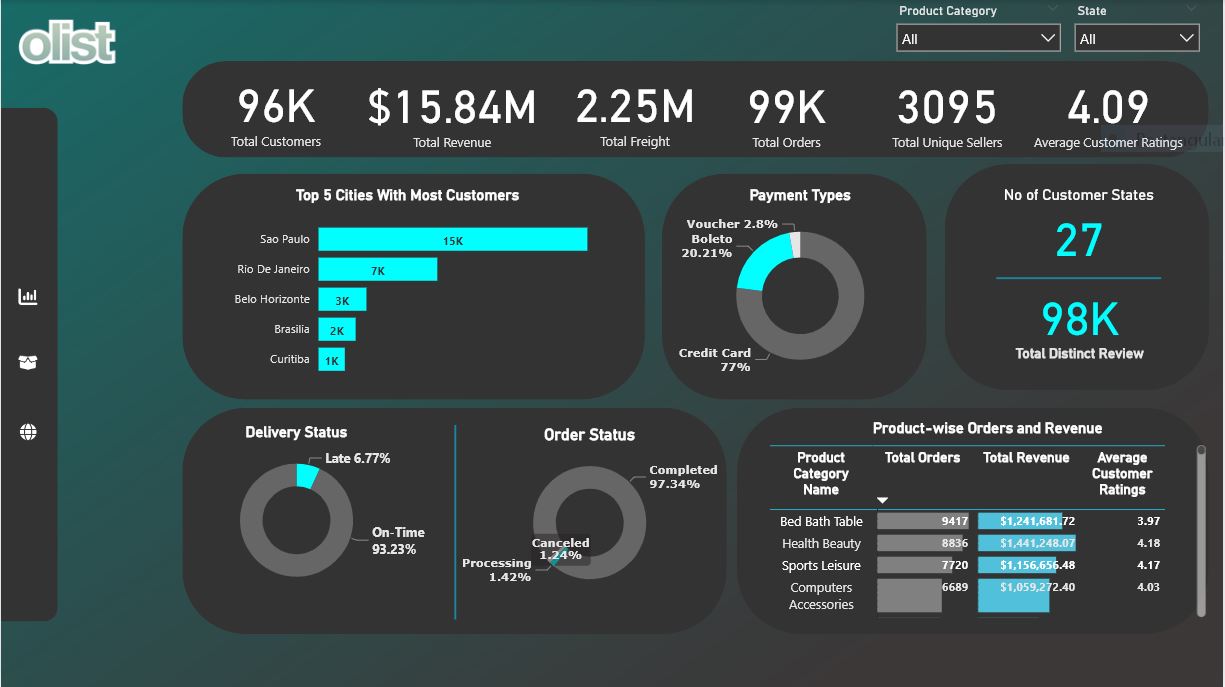 olist
Product Category
All
State
All
96K
Total Customers
$15.84M
Total Revenue
2.25M
Total Freight
99K
Total Orders
3095
Total Unique Sellers
4.09
Average Customer Ratings
Top 5 Cities With Most Customers
Sao Paulo 15K
Rio De Janeiro 7K
Belo Horizonte 3K
Brasilia 2K
Curitiba 1K
Payment Types
Voucher 2.8%
Boleto
20.21%
Credit Card
77%
No of Customer States
27
98K
Total Distinct Review
Delivery Status
Late 6.77%
On-Time
93.23%
Order Status
Completed
97.34%
Canceled
1.24%
Processing
1.42%
Product-wise Orders and Revenue
Product Category Name Total Orders Total Revenue Average Customer Ratings
Bed Bath Table 9417 $1,241,681.72 3.97
Health Beauty 8836 $1,441,248.07 4.18
Sports Leisure 7720 $1,156,656.48 4.17
Computers Accessories 6689 $1,059,272.40 4.03